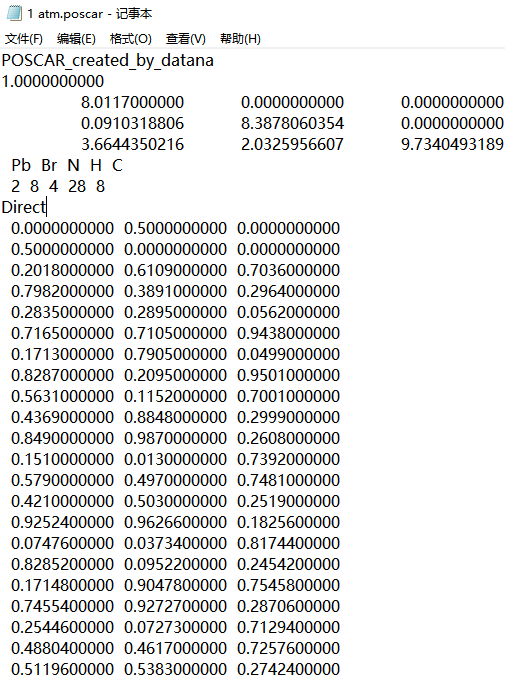 1 atm.poscar - 记事本
文件(F) 编辑(E) 格式(O) 查看(V) 帮助(H)
POSCAR_created_by_datana
1.0000000000
8.0117000000 0.0000000000 0.0000000000
0.0910318806 8.3878060354 0.0000000000
3.6644350216 2.0325956607 9.7340493189
Pb Br N H C
2 8 4 28 8
Direct
0.0000000000 0.5000000000 0.0000000000
0.5000000000 0.0000000000 0.0000000000
0.2018000000 0.6109000000 0.7036000000
0.7982000000 0.3891000000 0.2964000000
0.2835000000 0.2895000000 0.0562000000
0.7165000000 0.7105000000 0.9438000000
0.1713000000 0.7905000000 0.0499000000
0.8287000000 0.2095000000 0.9501000000
0.5631000000 0.1152000000 0.7001000000
0.4369000000 0.8848000000 0.2999000000
0.8490000000 0.9870000000 0.2608000000
0.1510000000 0.0130000000 0.7392000000
0.5790000000 0.4970000000 0.7481000000
0.4210000000 0.5030000000 0.2519000000
0.9252400000 0.9626600000 0.1825600000
0.0747600000 0.0373400000 0.8174400000
0.8285200000 0.0952200000 0.2454200000
0.1714800000 0.9047800000 0.7545800000
0.7455400000 0.9272700000 0.2870600000
0.2544600000 0.0727300000 0.7129400000
0.4880400000 0.4617000000 0.7257600000
0.5119600000 0.5383000000 0.2742400000